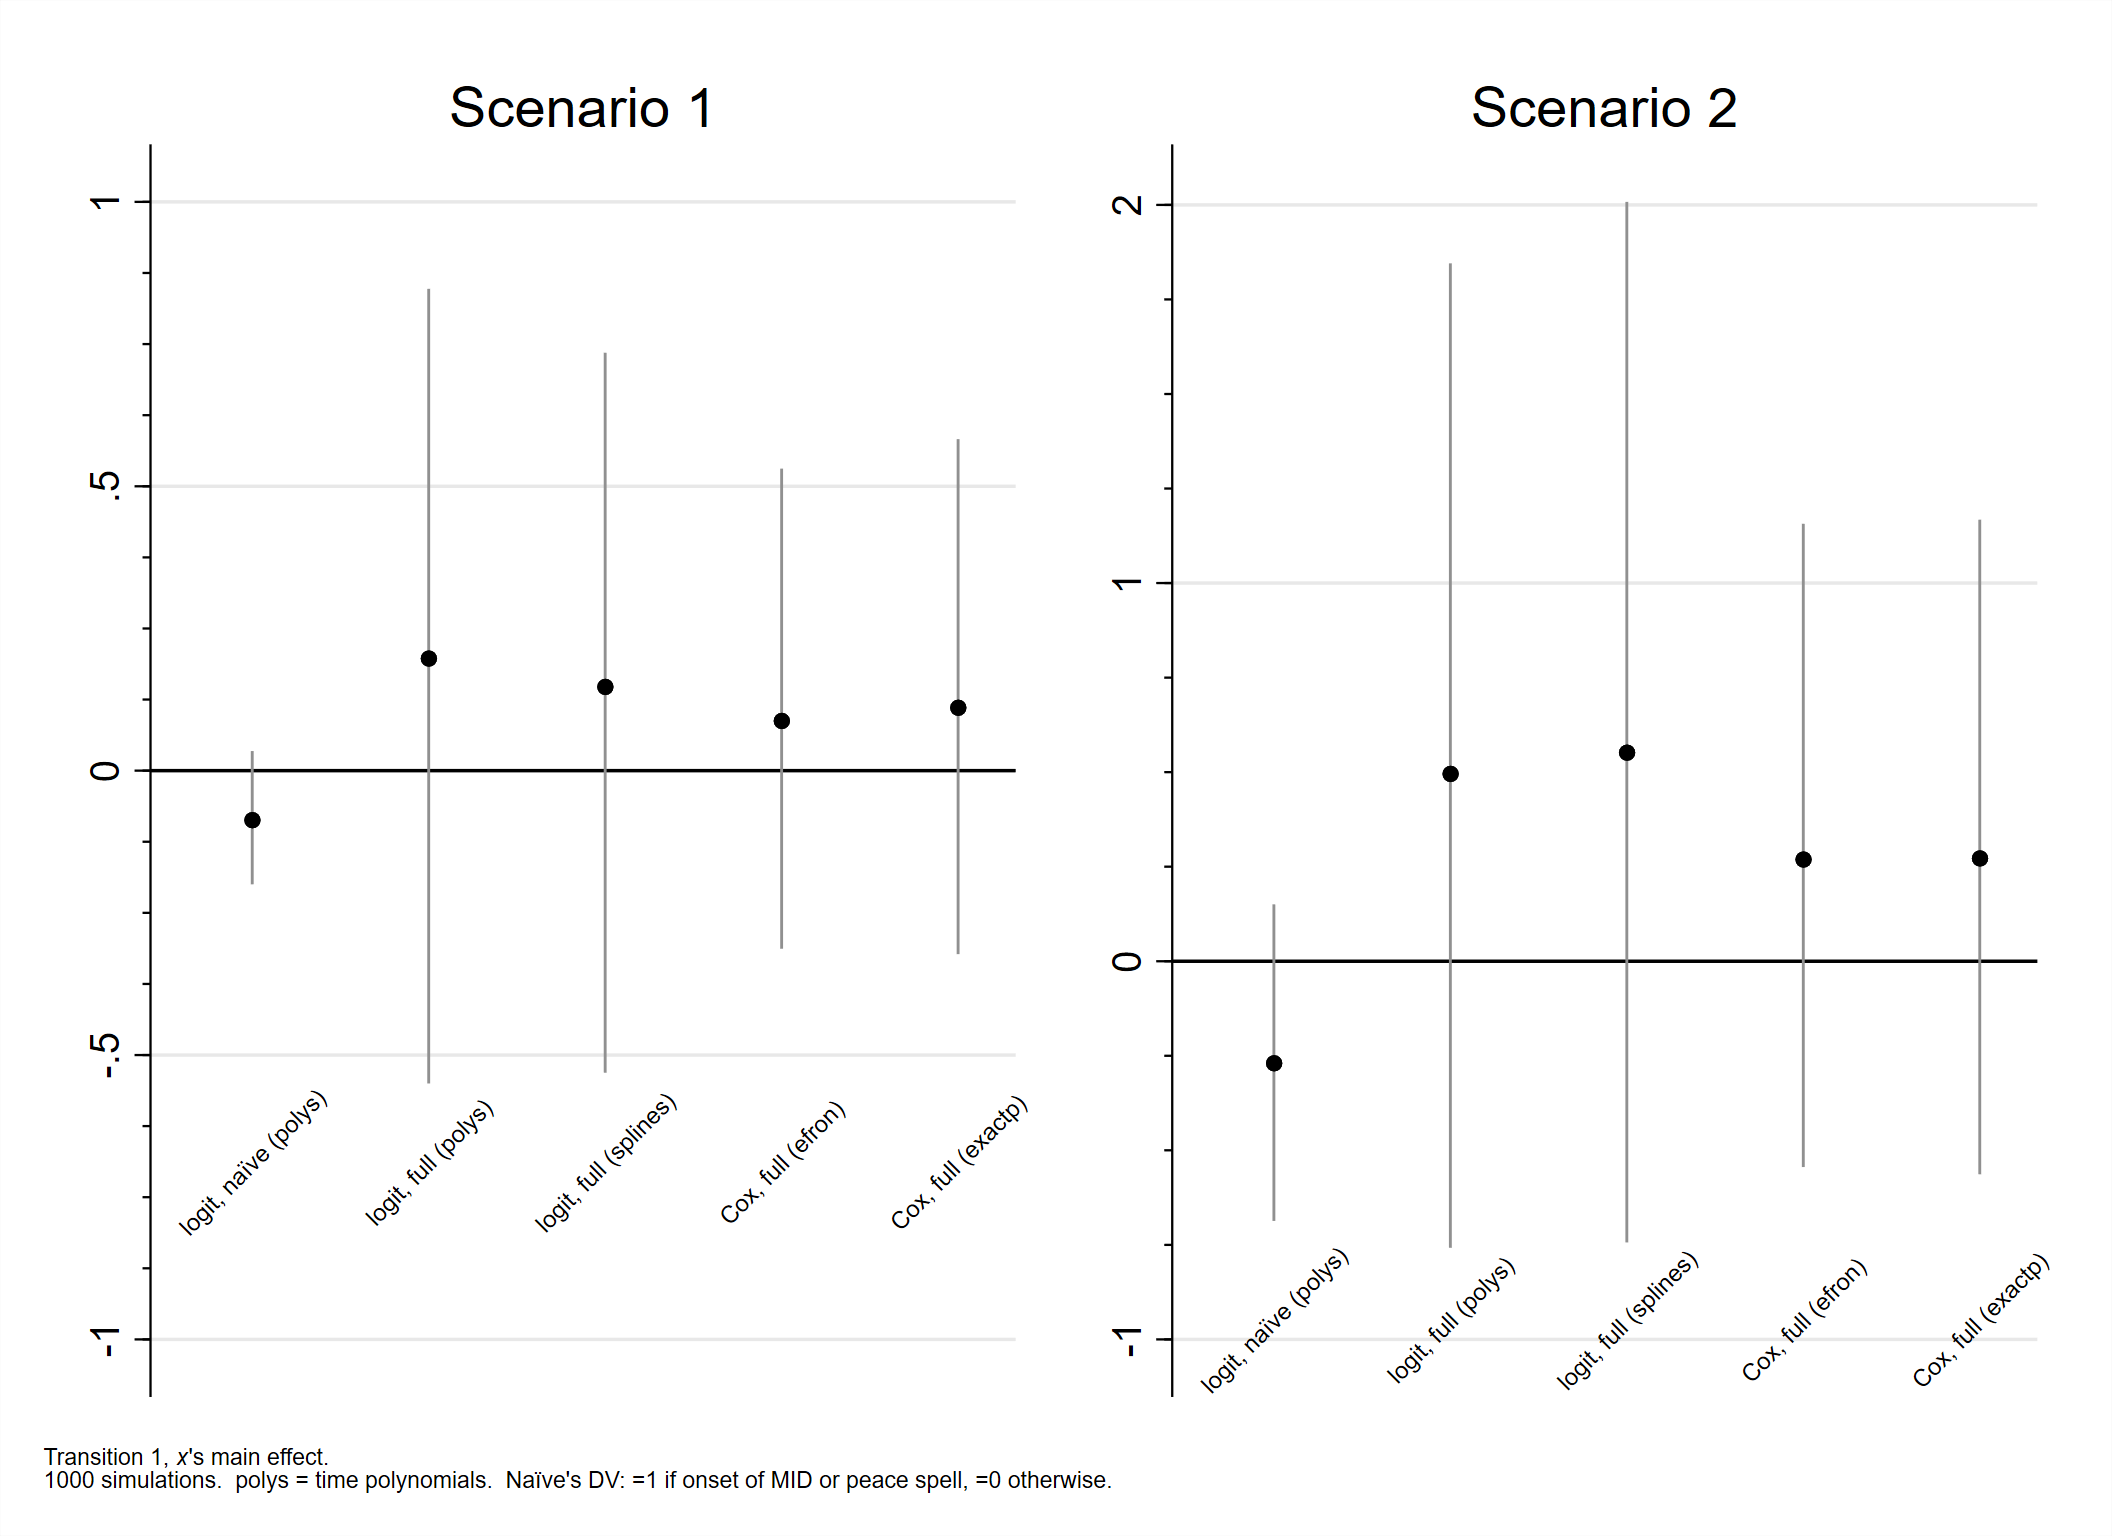 Scenario 1
1
.5
0
-.5
-1
logit, naïve (polys)
logit, full (polys)
logit, full (splines)
Cox, full (efron)
Cox, full (exactp)
Scenario 2
2
1
0
-1
logit, naïve (polys)
logit, full (polys)
logit, full (splines)
Cox, full (efron)
Cox, full (exactp)
Transition 1, x's main effect.
1000 simulations.  polys = time polynomials.  Naïve's DV: =1 if onset of MID or peace spell, =0 otherwise.